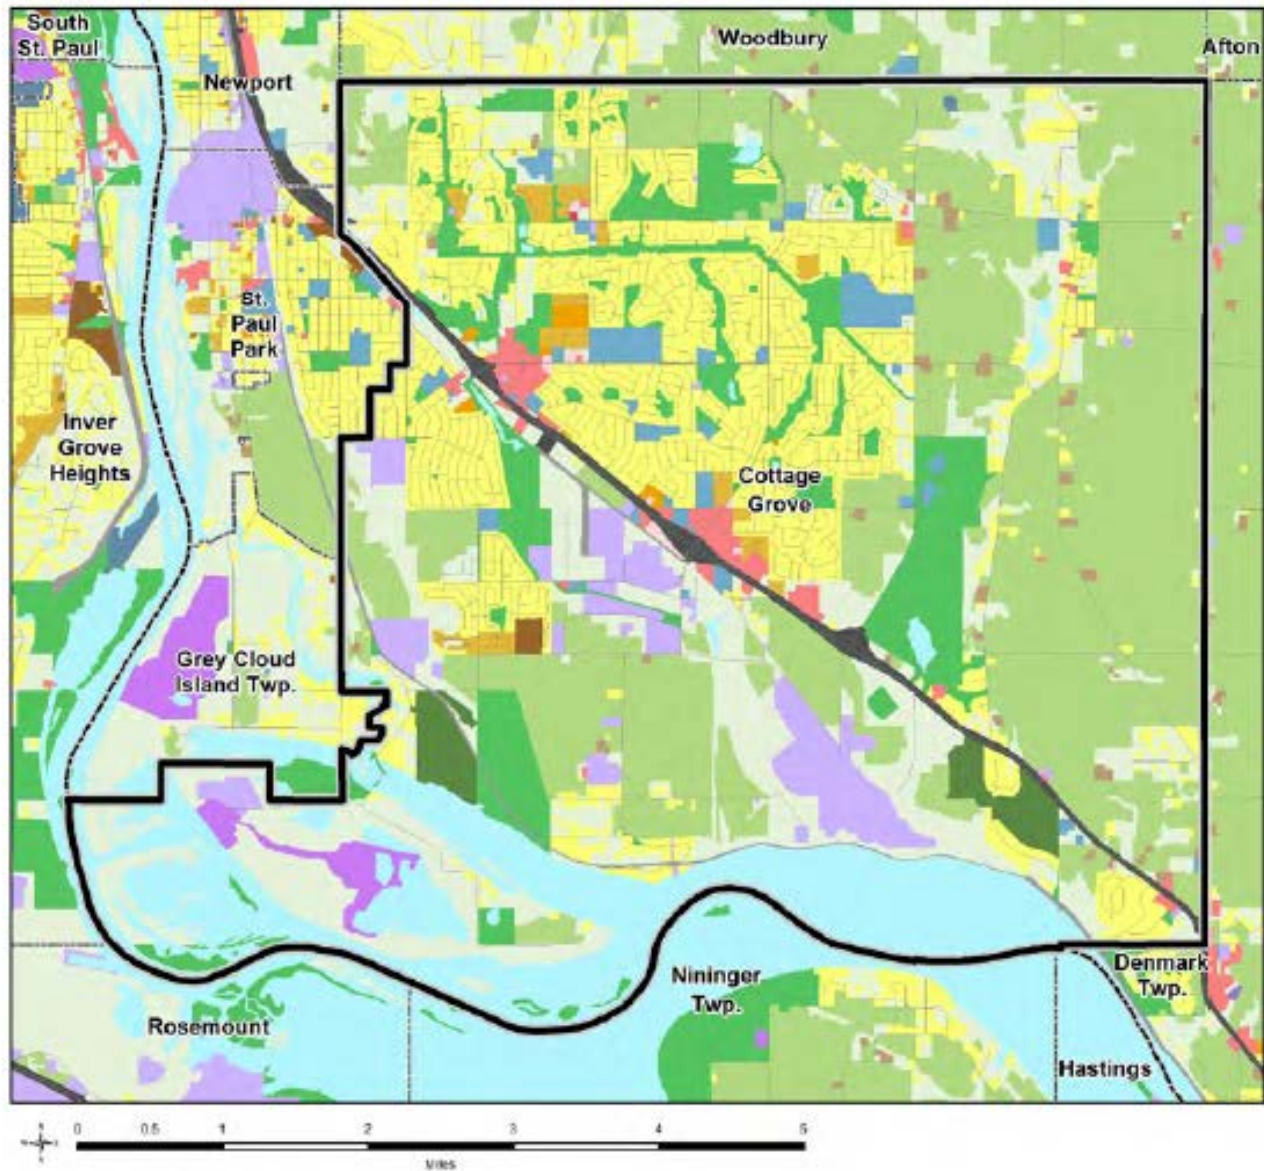 South
St. Paul
Woodbury
Afton
Newport
St.
Paul
Park
Inver
Grove
Heights
Cottage
Grove
Grey Cloud
Island Twp.
Nininger
Twp.
Denmark
Twp.
Rosemount
Hastings
0 0.5 1 2 3 4 5
Miles